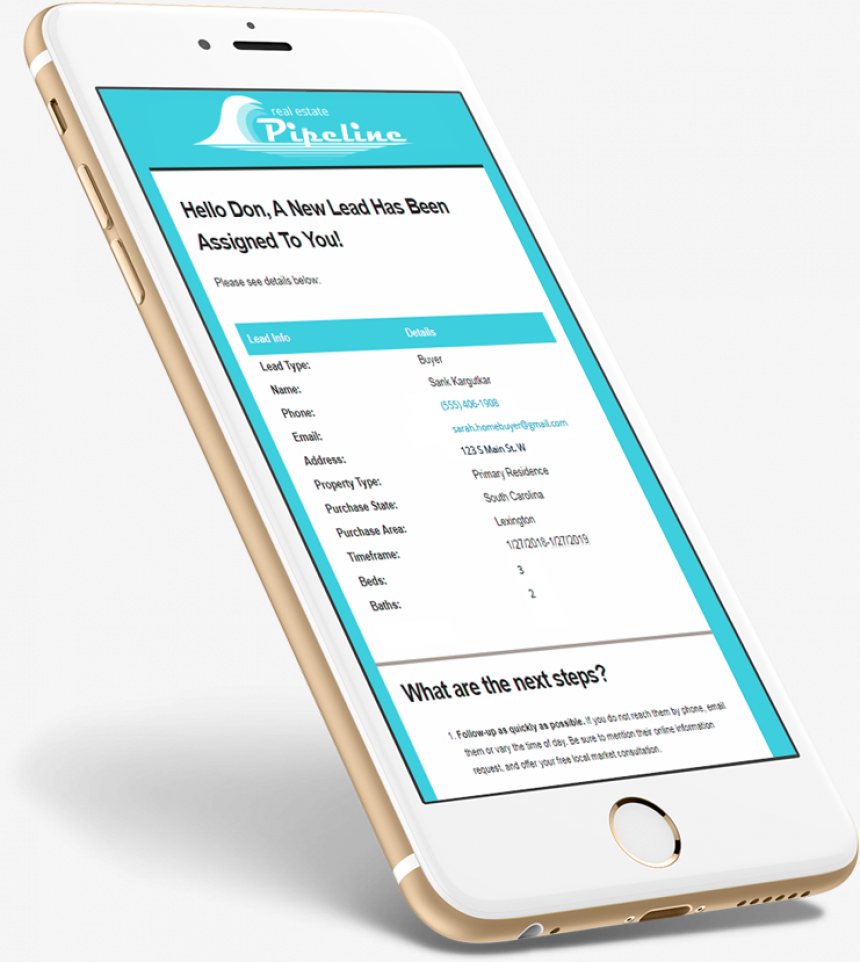 real estate
Pipeline
Hello Don, A New Lead Has Been
Assigned To You!
Please see details below:
Lead Info Details
Lead Type: Buyer
Name: Sank Kargutkar
Phone: (555) 406-1908
Email: sarah.homebuyer@gmail.com
Address: 123 S Main St. W
Property Type: Primary Residence
Purchase State: South Carolina
Purchase Area: Lexington
Timeframe: 1/27/2018-1/27/2019
Beds: 3
Baths: 2
What are the next steps?
1. Follow-up as quickly as possible. If you do not reach them by phone, email
them or vary the time of day. Be sure to mention their online information
request, and offer your free local market consultation.